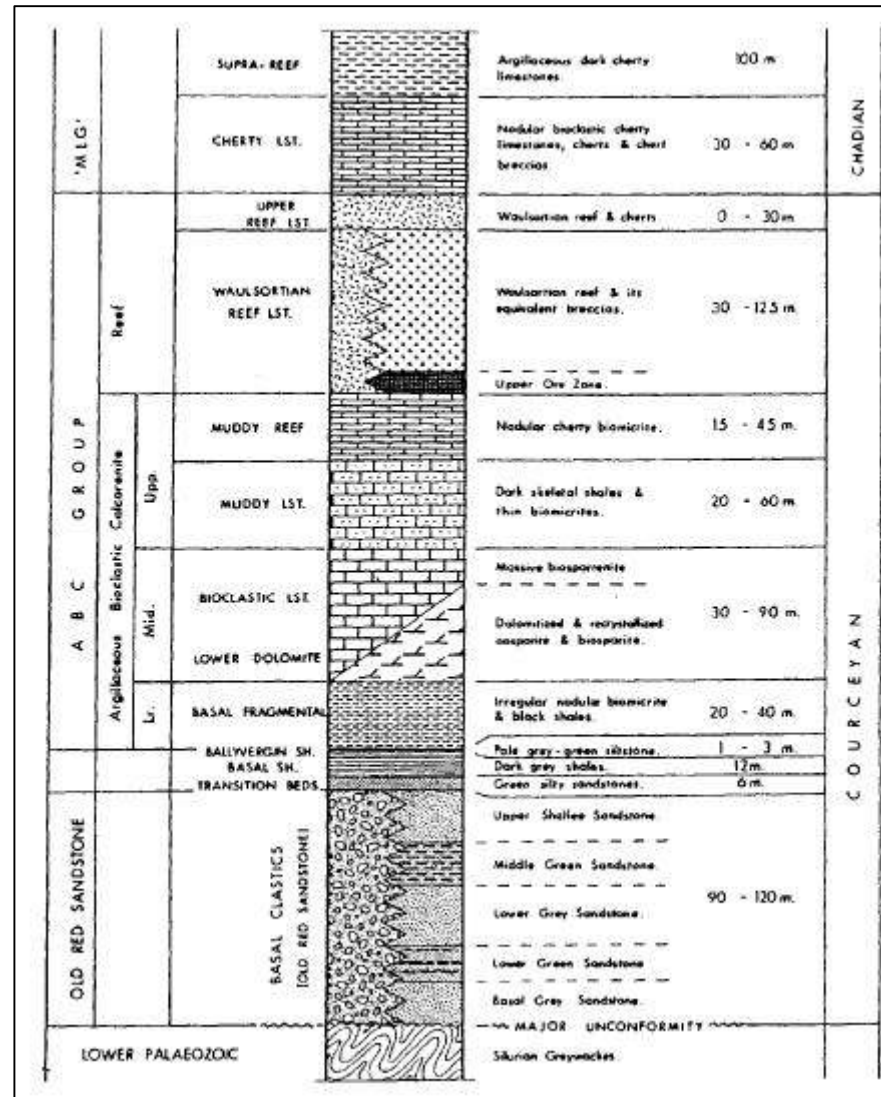 SUPRA-REEF
Argillaceous dark cherty
limestones.
100 m
'MLG'
CHERTY LST.
Nodular bioclastic cherty
limestones, cherts & chert
breccias
30 - 60 m
CHADIAN
UPPER
REEF LST.
Waulsortian reef & cherts
0 - 30 m
Reef
WAULSORTIAN
REEF LST.
Waulsortian reef & its
equivalent breccias.
30 - 125 m
Upper Ore Zone.
ABC GROUP
Argillaceous Bioclastic Calcarenite
Upp.
MUDDY REEF
Nodular cherty biomicrite.
15 - 45 m.
MUDDY LST.
Dark skeletal shales &
thin biomicrites.
20 - 60 m.
Mid.
BIOCLASTIC LST.
Massive biosparrenite
LOWER DOLOMITE
Dolomitized & recrystallized
oosparite & biosparite.
30 - 90 m.
Lr.
BASAL FRAGMENTAL
Irregular nodular biomicrite
& black shales.
20 - 40 m.
COURCEYAN
BALLYVERGIN SH.
Pale grey-green siltstone.
1 - 3 m.
BASAL SH.
Dark grey shales.
12m.
TRANSITION BEDS.
Green silty sandstones.
6 m.
OLD RED SANDSTONE
BASAL CLASTICS
(OLD RED SANDSTONE)
Upper Shallee Sandstone.
Middle Green Sandstone.
Lower Grey Sandstone.
90 - 120 m.
Lower Green Sandstone
Basal Grey Sandstone.
MAJOR UNCONFORMITY
LOWER PALAEOZOIC
Silurian Greywackes.